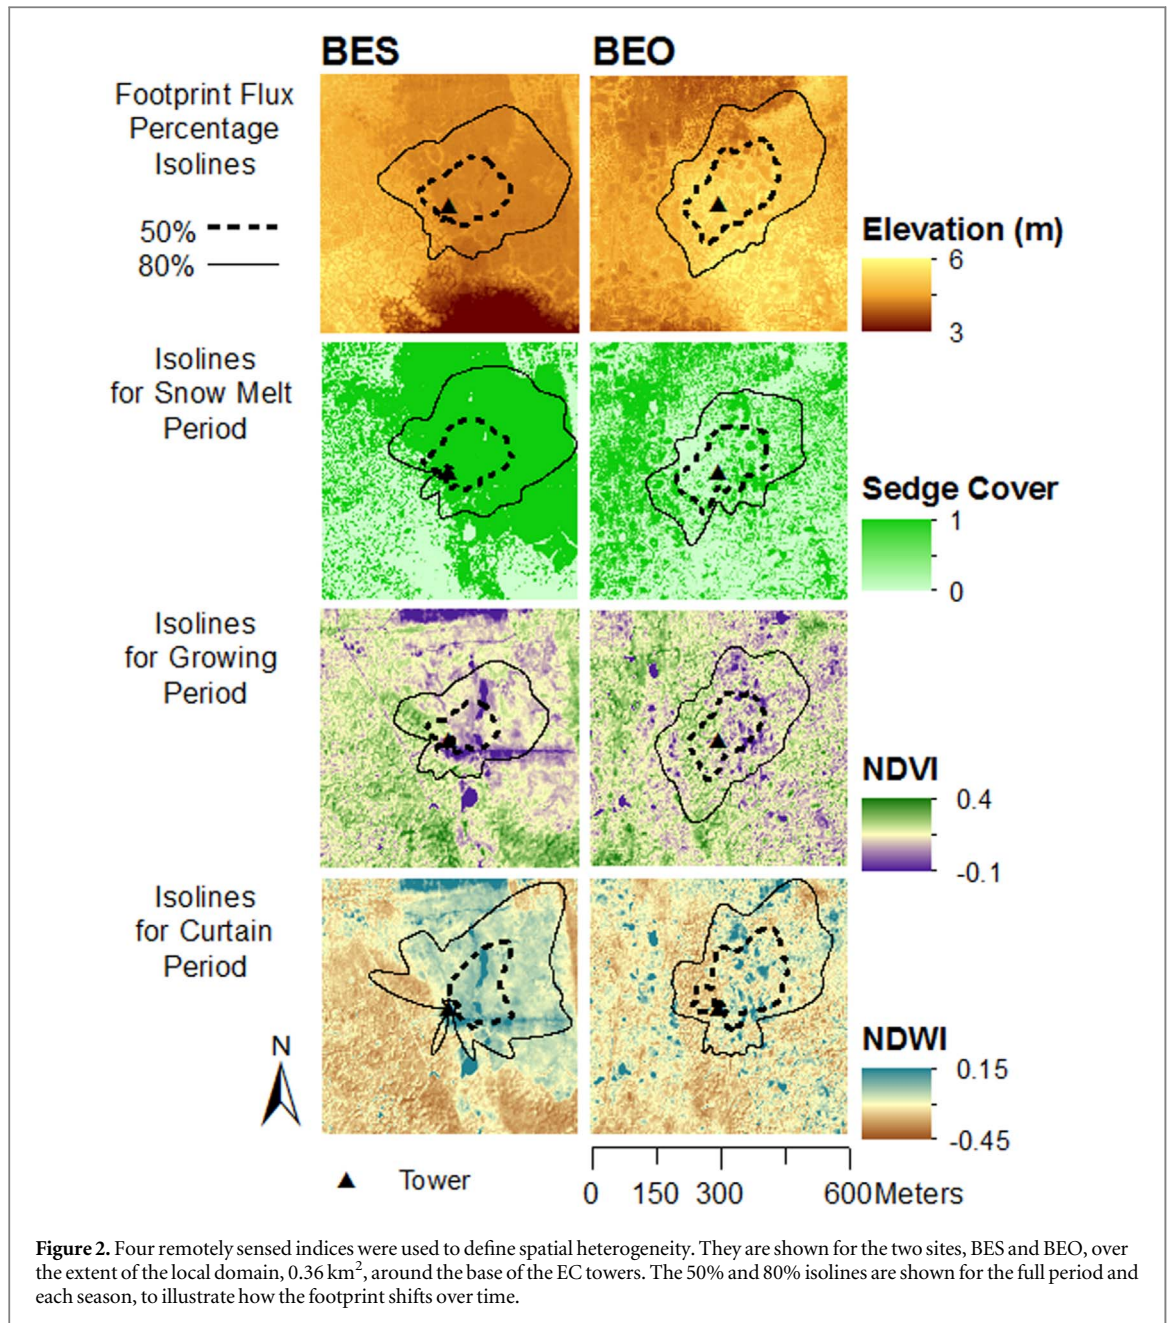 BES BEO
Footprint Flux
Percentage
Isolines
50%
80%
Elevation (m)
6
3
Isolines
for Snow Melt
Period
Sedge Cover
1
0
Isolines
for Growing
Period
NDVI
0.4
-0.1
Isolines
for Curtain
Period
NDWI
0.15
-0.45
N
Tower
0 150 300 600Meters
Figure 2. Four remotely sensed indices were used to define spatial heterogeneity. They are shown for the two sites, BES and BEO, over
the extent of the local domain, 0.36 km², around the base of the EC towers. The 50% and 80% isolines are shown for the full period and
each season, to illustrate how the footprint shifts over time.